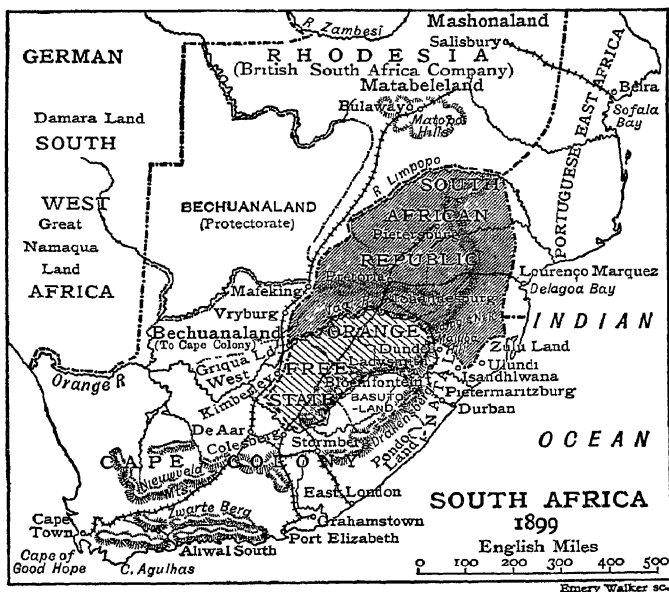 R Zambesi
Mashonaland
Salisbury
GERMAN
RHODESIA
(British South Africa Company)
Matabeleland
Bulawayo
Matopo
Hills
Beira
Sofala
Bay
PORTUGUESE EAST AFRICA
Damara Land
SOUTH
WEST
Great
Namaqua
Land
AFRICA
BECHUANALAND
(Protectorate)
R Limpopo
SOUTH
AFRICAN
Pietersburg
REPUBLIC
Pretoria
Mafeking
Lourenço Marquez
Delagoa Bay
Vryburg
Bechuanaland
(To Cape Colony)
ORANGE
FREE
STATE
Dundee
Ladysmith
Bloemfontein
INDIAN
Zulu Land
Ulundi
Isandhlwana
Pietermaritzburg
Durban
NATAL
Griqua Ld.
West
Orange R
Kimberley
BASUTO-
LAND
Drakensberg
De Aar
Colesberg
Stormberg
Pondo
Land
OCEAN
CAPE COLONY
Nieuwveld
Mts
East London
Zwarte Berg
Grahamstown
Port Elizabeth
Cape
Town
Aliwal South
Cape of
Good Hope
C. Agulhas
SOUTH AFRICA
1899
English Miles
0 100 200 300 400 500
Emery Walker sc.